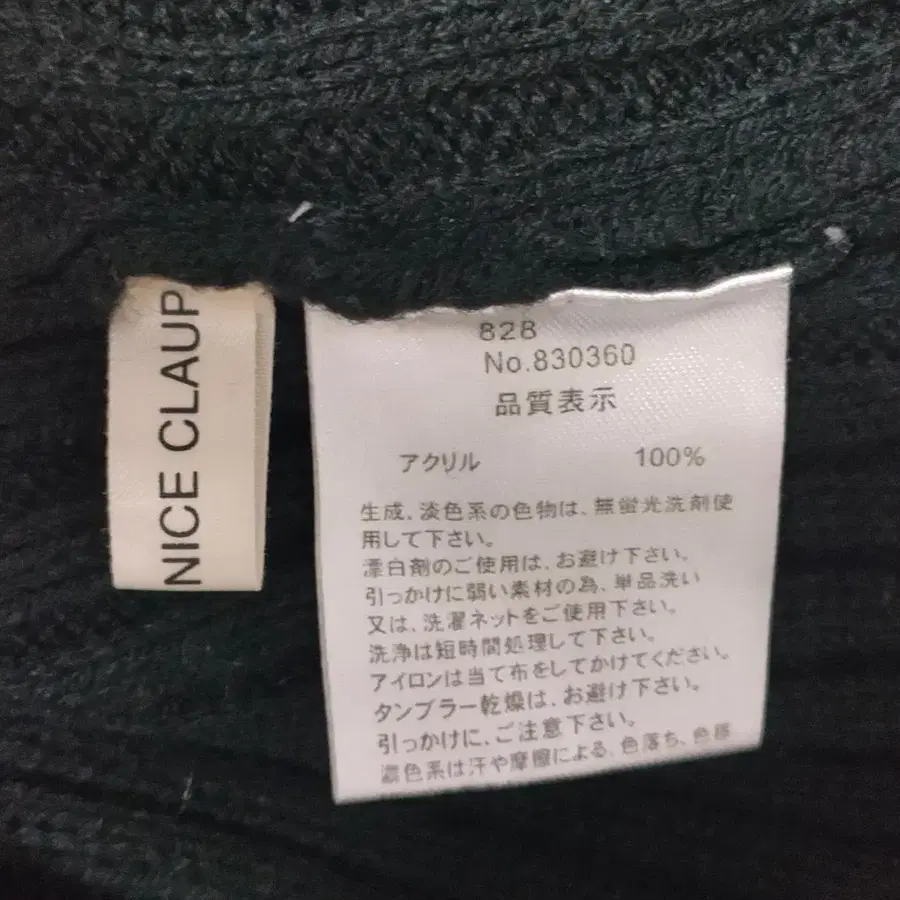 NICE CLAUP
828
No.830360
品質表示
アクリル 100%
生成、淡色系の色物は、無蛍光洗剤使
用して下さい。
漂白剤のご使用は、お避け下さい。
引っかけに弱い素材の為、単品洗い
又は、洗濯ネットをご使用下さい。
洗浄は短時間処理して下さい。
アイロンは当て布をしてかけてください。
タンブラー乾燥は、お避け下さい。
引っかけに、ご注意下さい。
濃色系は汗や摩擦による、色落ち、色